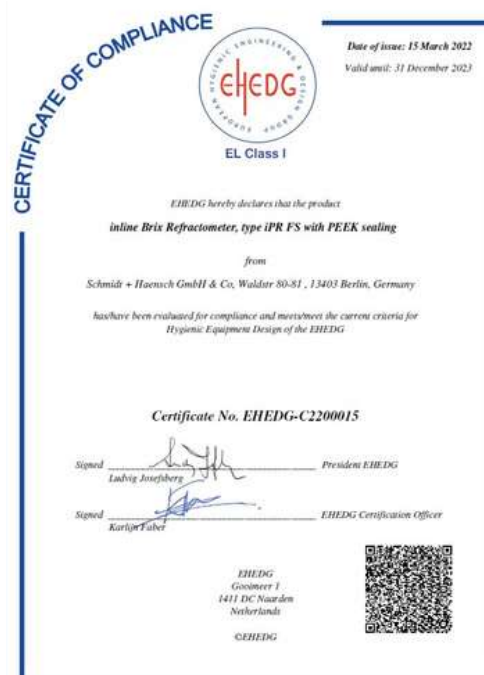 CERTIFICATE OF COMPLIANCE
EUROPEAN HYGIENIC ENGINEERING & DESIGN GROUP
EHEDG
EL Class I
Date of issue: 15 March 2022
Valid until: 31 December 2023
EHEDG hereby declares that the product
inline Brix Refractometer, type iPR FS with PEEK sealing
from
Schmidt + Haensch GmbH & Co, Waldstr 80-81 , 13403 Berlin, Germany
has/have been evaluated for compliance and meets/meet the current criteria for
Hygienic Equipment Design of the EHEDG
Certificate No. EHEDG-C2200015
Signed President EHEDG
Ludvig Josefsberg
Signed EHEDG Certification Officer
Karlijn Faber
EHEDG
Gooimeer 1
1411 DC Naarden
Netherlands
©EHEDG